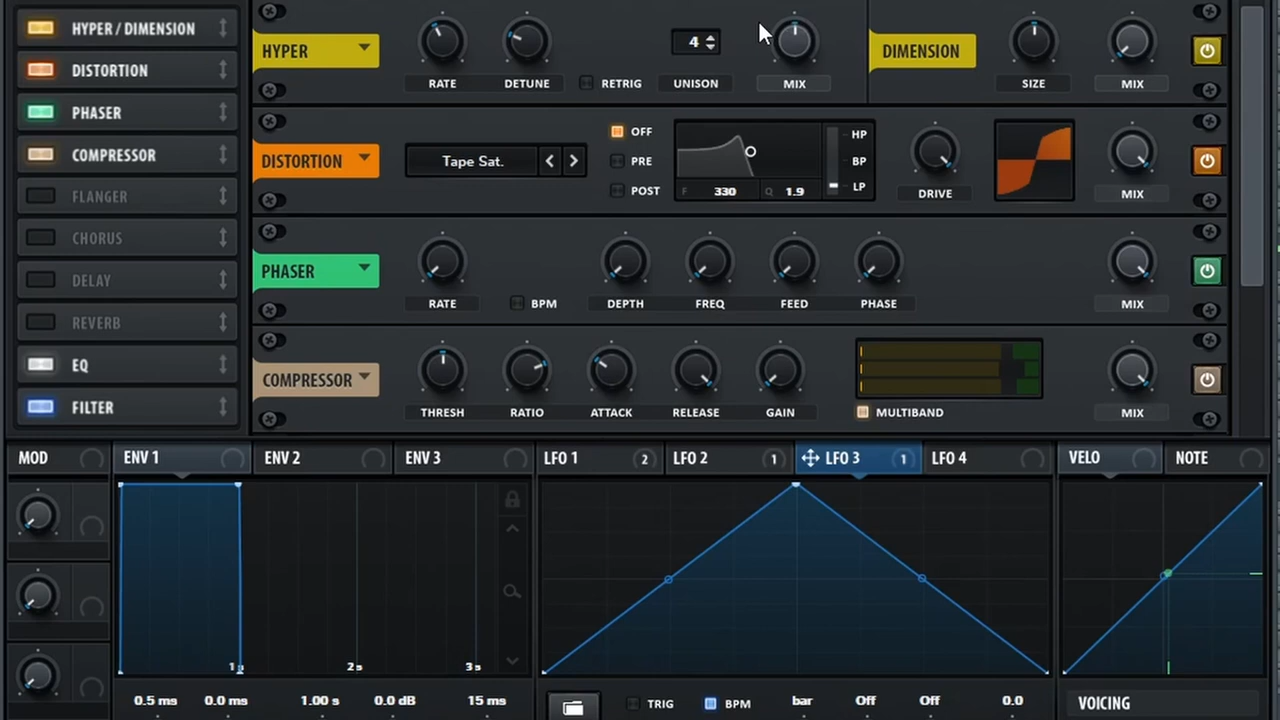 HYPER / DIMENSION
DISTORTION
PHASER
COMPRESSOR
FLANGER
CHORUS
DELAY
REVERB
EQ
FILTER
HYPER
RATE
DETUNE
RETRIG
4
UNISON
MIX
DIMENSION
SIZE
MIX
DISTORTION
Tape Sat.
OFF
PRE
POST
F 330 Q 1.9
HP
BP
LP
DRIVE
MIX
PHASER
RATE
BPM
DEPTH
FREQ
FEED
PHASE
MIX
COMPRESSOR
THRESH
RATIO
ATTACK
RELEASE
GAIN
MULTIBAND
MIX
MOD
ENV 1
ENV 2
ENV 3
LFO 1 2
LFO 2 1
LFO 3 1
LFO 4
VELO
NOTE
2s
3s
0.5 ms 0.0 ms 1.00 s 0.0 dB 15 ms
TRIG
BPM
bar Off Off 0.0
VOICING